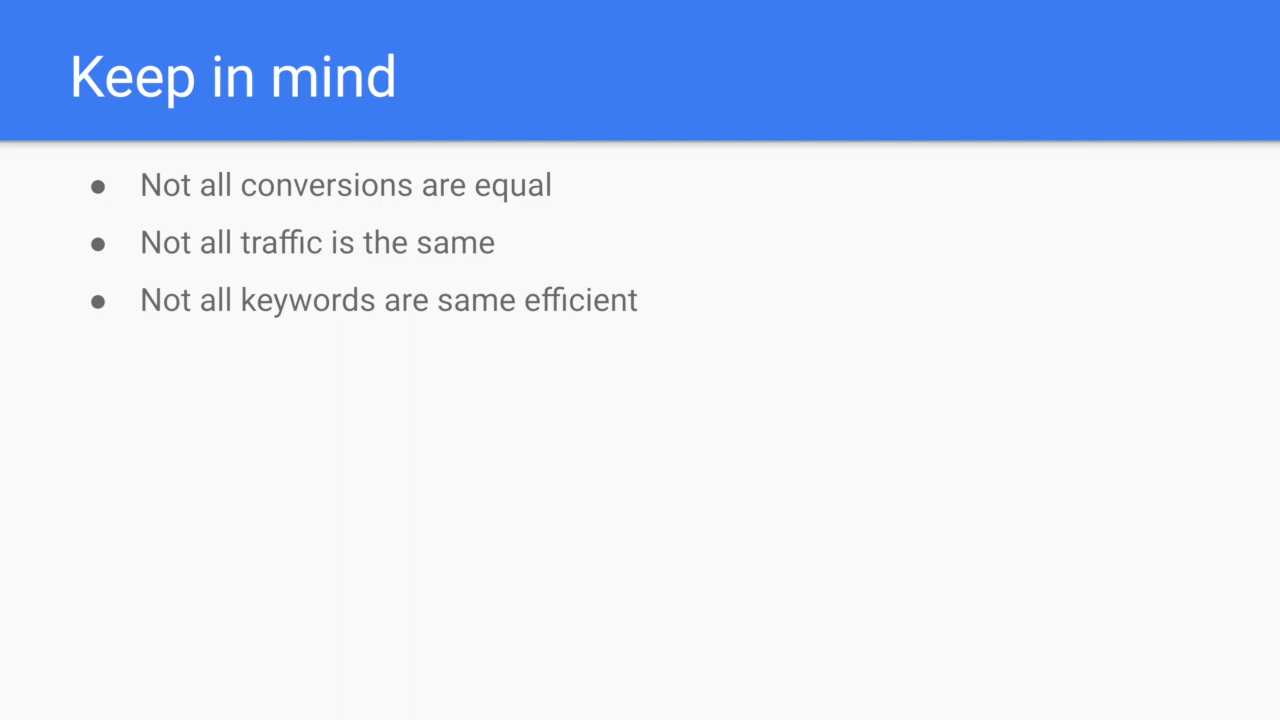 Keep in mind
● Not all conversions are equal
● Not all traffic is the same
● Not all keywords are same efficient